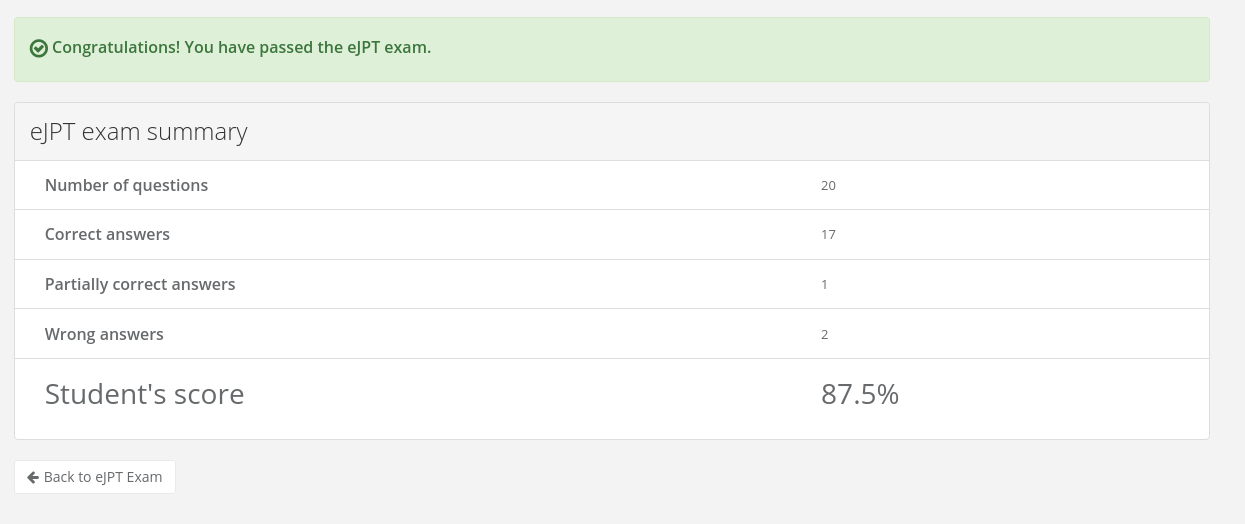 Congratulations! You have passed the eJPT exam.
eJPT exam summary
Number of questions 20
Correct answers 17
Partially correct answers 1
Wrong answers 2
Student's score 87.5%
Back to eJPT Exam